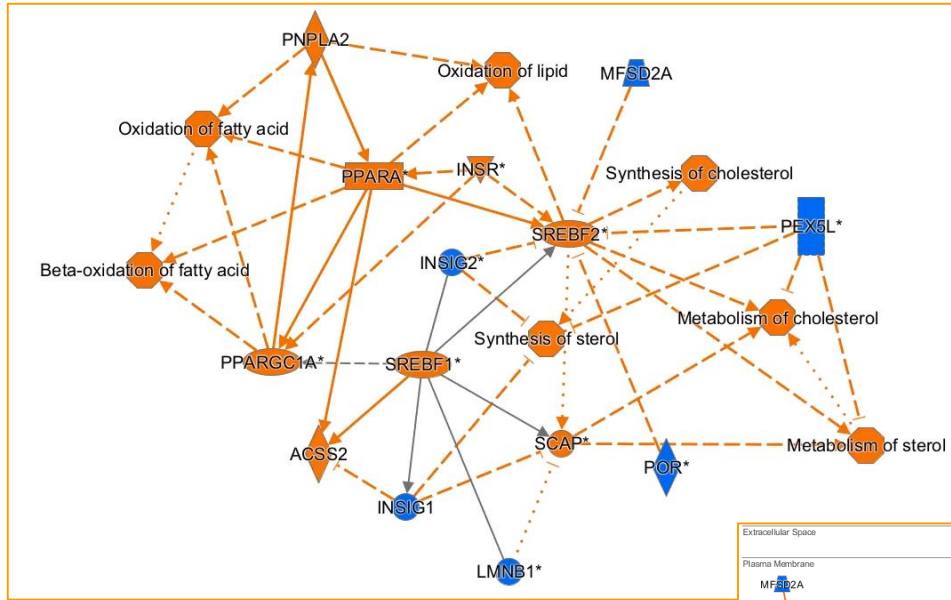 PNPLA2
Oxidation of lipid
MFSD2A
Oxidation of fatty acid
PPARA*
INSR*
Synthesis of cholesterol
SREBF2*
PEX5L*
INSIG2*
Beta-oxidation of fatty acid
Metabolism of cholesterol
Synthesis of sterol
PPARGC1A*
SREBF1*
SCAP*
Metabolism of sterol
ACSS2
POR*
INSIG1
LMNB1*
Extracellular Space
Plasma Membrane
MFSD2A